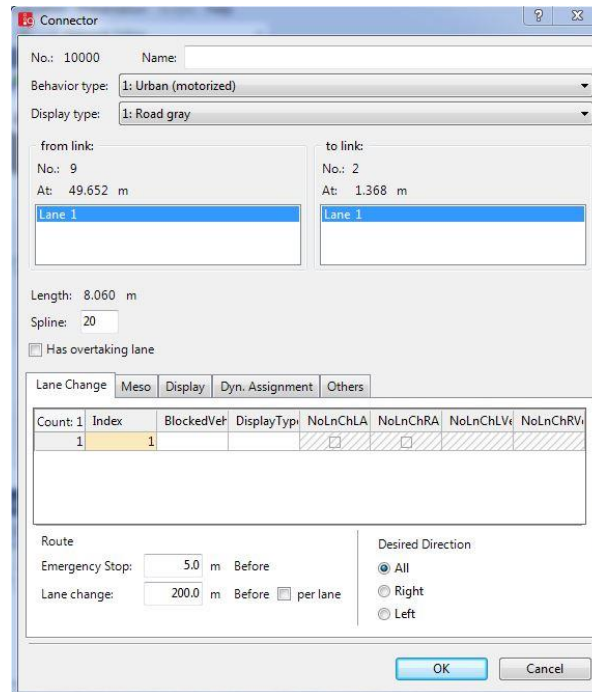 Connector
No.: 10000 Name:
Behavior type: 1: Urban (motorized)
Display type: 1: Road gray
from link:
No.: 9
At: 49.652 m
Lane 1
to link:
No.: 2
At: 1.368 m
Lane 1
Length: 8.060 m
Spline: 20
Has overtaking lane
Lane Change Meso Display Dyn. Assignment Others
Count: 1 Index BlockedVeh DisplayType NoLnChLA NoLnChRA NoLnChLVe NoLnChRVe
1 1
Route
Emergency Stop: 5.0 m Before
Lane change: 200.0 m Before per lane
Desired Direction
All
Right
Left
OK Cancel